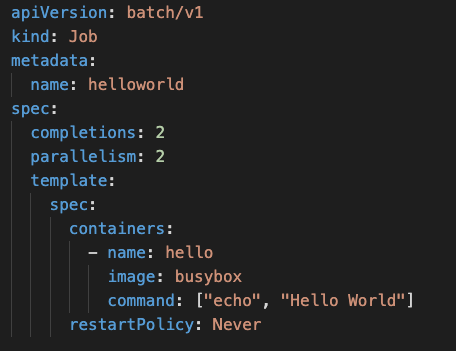 apiVersion: batch/v1
kind: Job
metadata:
  name: helloworld
spec:
  completions: 2
  parallelism: 2
  template:
    spec:
      containers:
        - name: hello
          image: busybox
          command: ["echo", "Hello World"]
      restartPolicy: Never